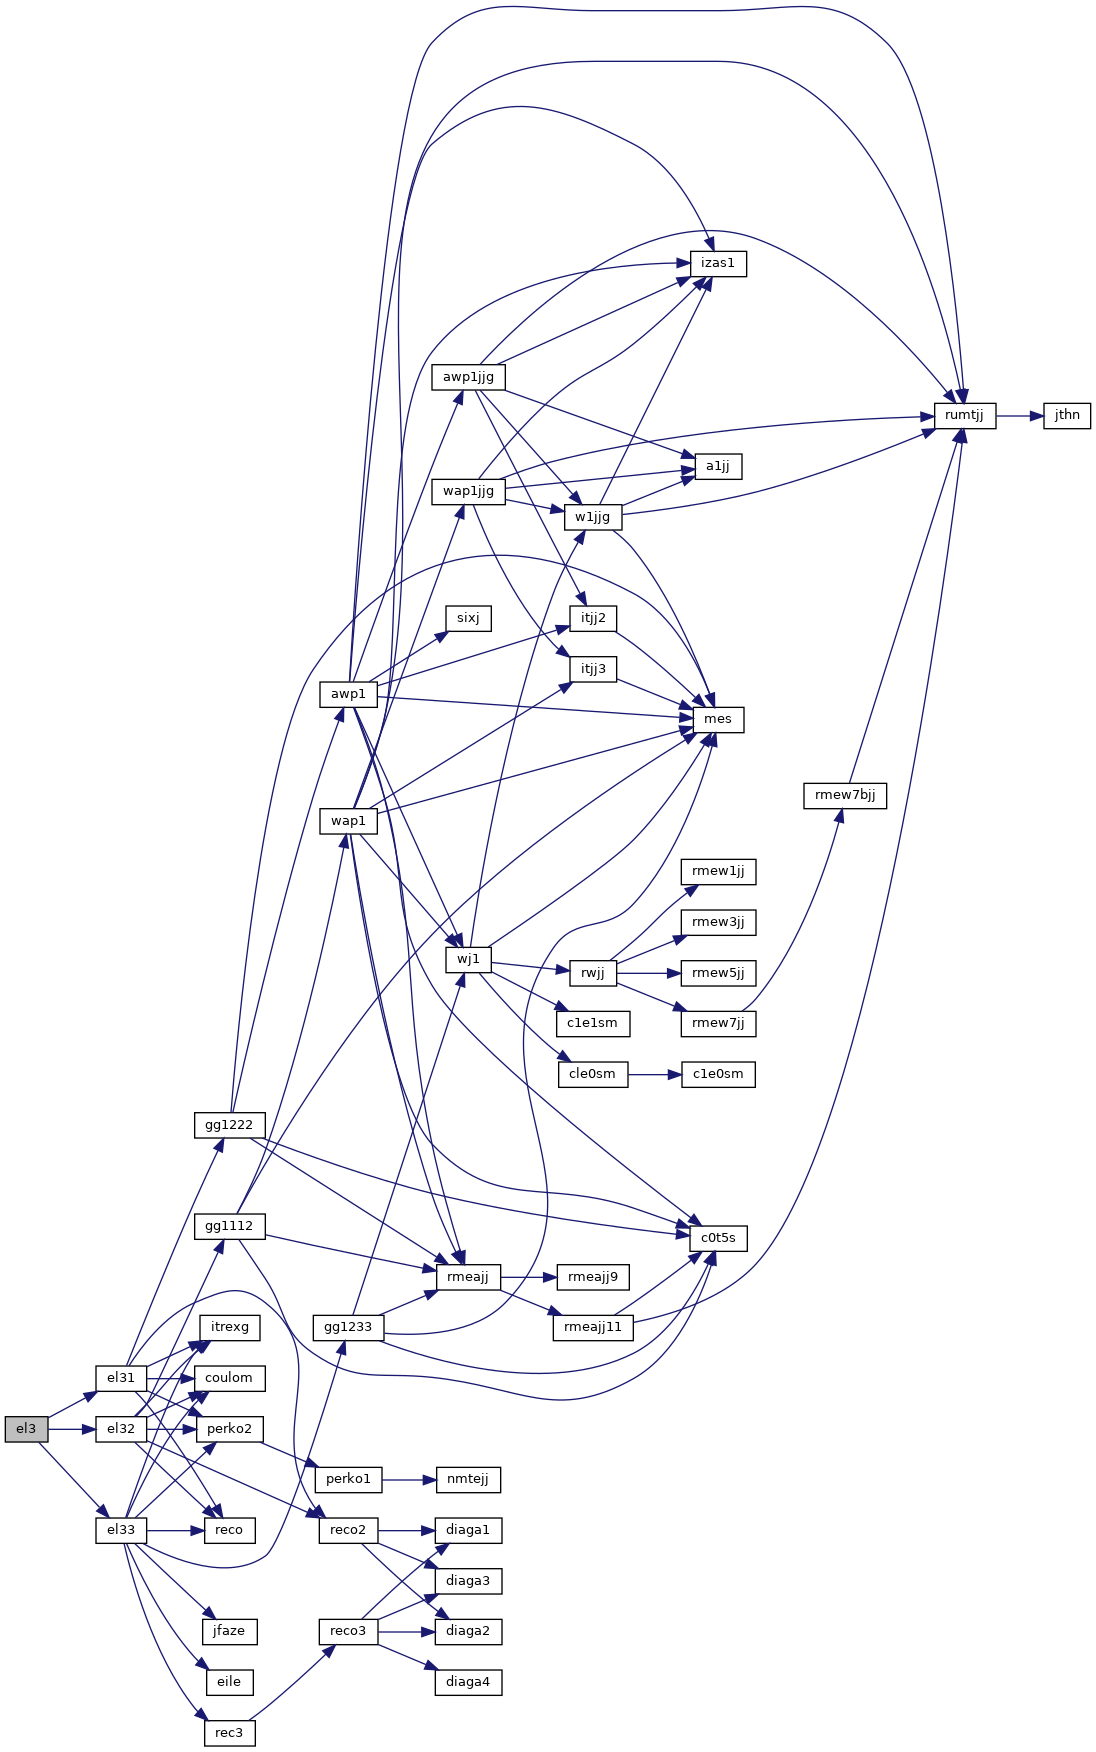 izas1
awp1jjg
rumtjj
jthn
a1jj
wap1jjg
w1jjg
sixj
itjj2
itjj3
awp1
mes
rmew7bjj
wap1
rmew1jj
rmew3jj
wj1
rwjj
rmew5jj
c1e1sm
rmew7jj
cle0sm
c1e0sm
gg1222
gg1112
c0t5s
rmeajj
rmeajj9
itrexg
gg1233
rmeajj11
el31
coulom
el3
el32
perko2
perko1
nmtejj
el33
reco
reco2
diaga1
diaga3
jfaze
reco3
diaga2
eile
diaga4
rec3